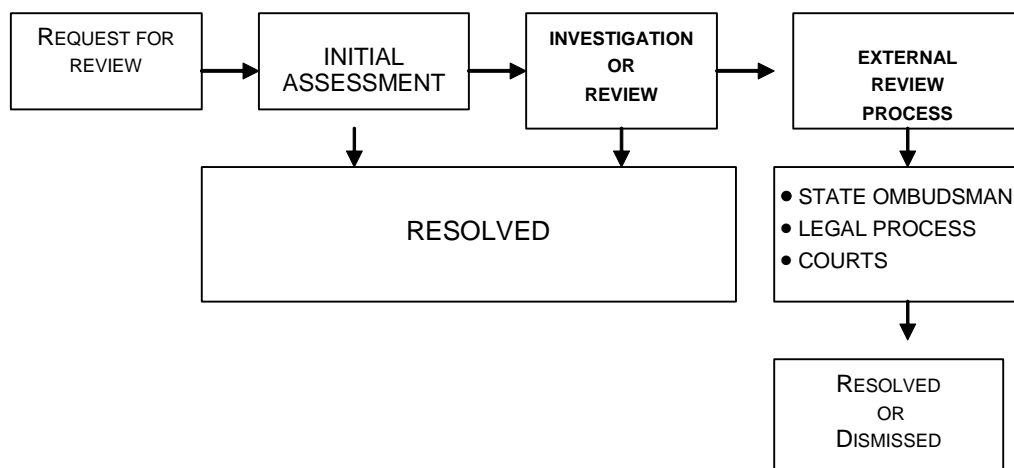 REQUEST FOR
REVIEW
INITIAL
ASSESSMENT
INVESTIGATION
OR
REVIEW
EXTERNAL
REVIEW
PROCESS
RESOLVED
• STATE OMBUDSMAN
• LEGAL PROCESS
• COURTS
RESOLVED
OR
DISMISSED